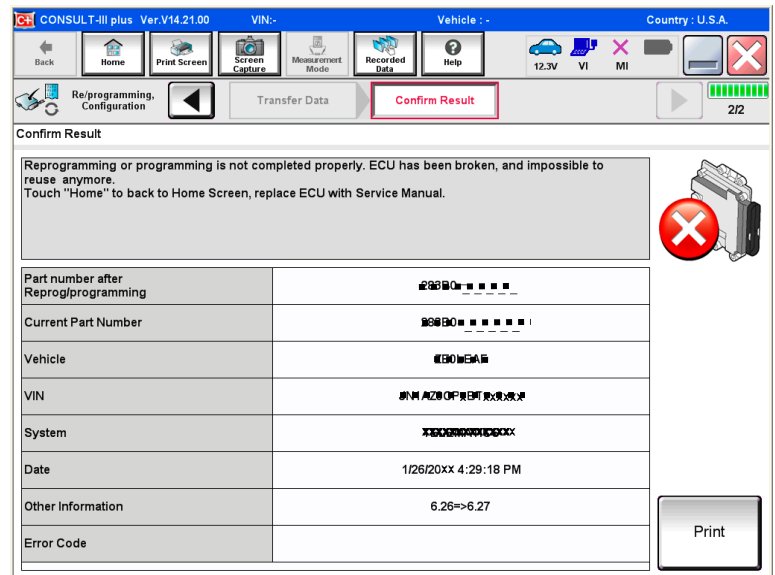 CONSULT-III plus Ver.V14.21.00 VIN:- Vehicle : - Country : U.S.A.
Back
Home
Print Screen
Screen
Capture
Measurement
Mode
Recorded
Data
Help
12.3V
VI
MI
Re/programming,
Configuration
Transfer Data
Confirm Result
2/2
Confirm Result
Reprogramming or programming is not completed properly. ECU has been broken, and impossible to
reuse anymore.
Touch "Home" to back to Home Screen, replace ECU with Service Manual.
Part number after
Reprog/programming
Current Part Number
Vehicle
VIN
System
Date 1/26/20xx 4:29:18 PM
Other Information 6.26=>6.27
Error Code
Print